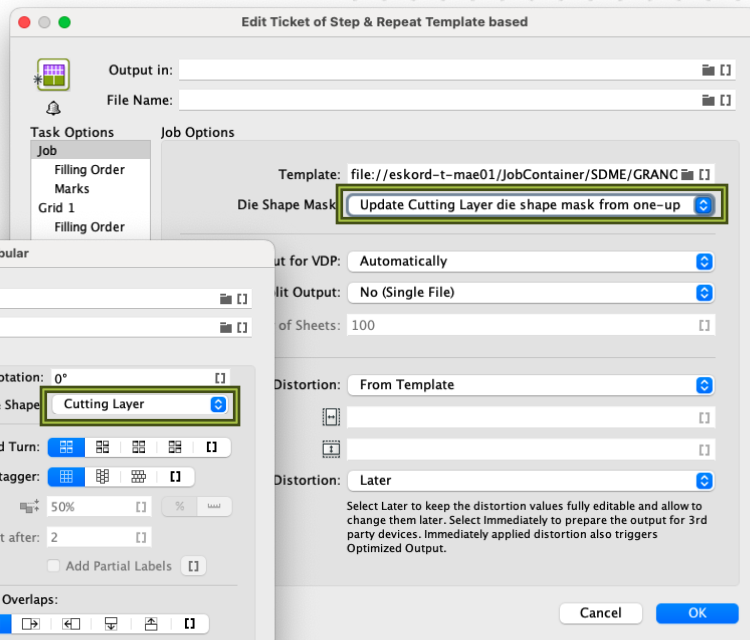 Edit Ticket of Step & Repeat Template based
Output in:
File Name:
Task Options
Job
Filling Order
Marks
Grid 1
Filling Order
Job Options
Template: file://eskord-t-mae01/JobContainer/SDME/GRANC
Die Shape Mask Update Cutting Layer die shape mask from one-up
ut for VDP: Automatically
lit Output: No (Single File)
of Sheets: 100
Distortion: From Template
Distortion: Later
Select Later to keep the distortion values fully editable and allow to
change them later. Select Immediately to prepare the output for 3rd
party devices. Immediately applied distortion also triggers
Optimized Output.
Cancel
OK
bular
otation: 0°
Shape Cutting Layer
d Turn:
tagger:
50% %
t after: 2
Add Partial Labels
Overlaps: